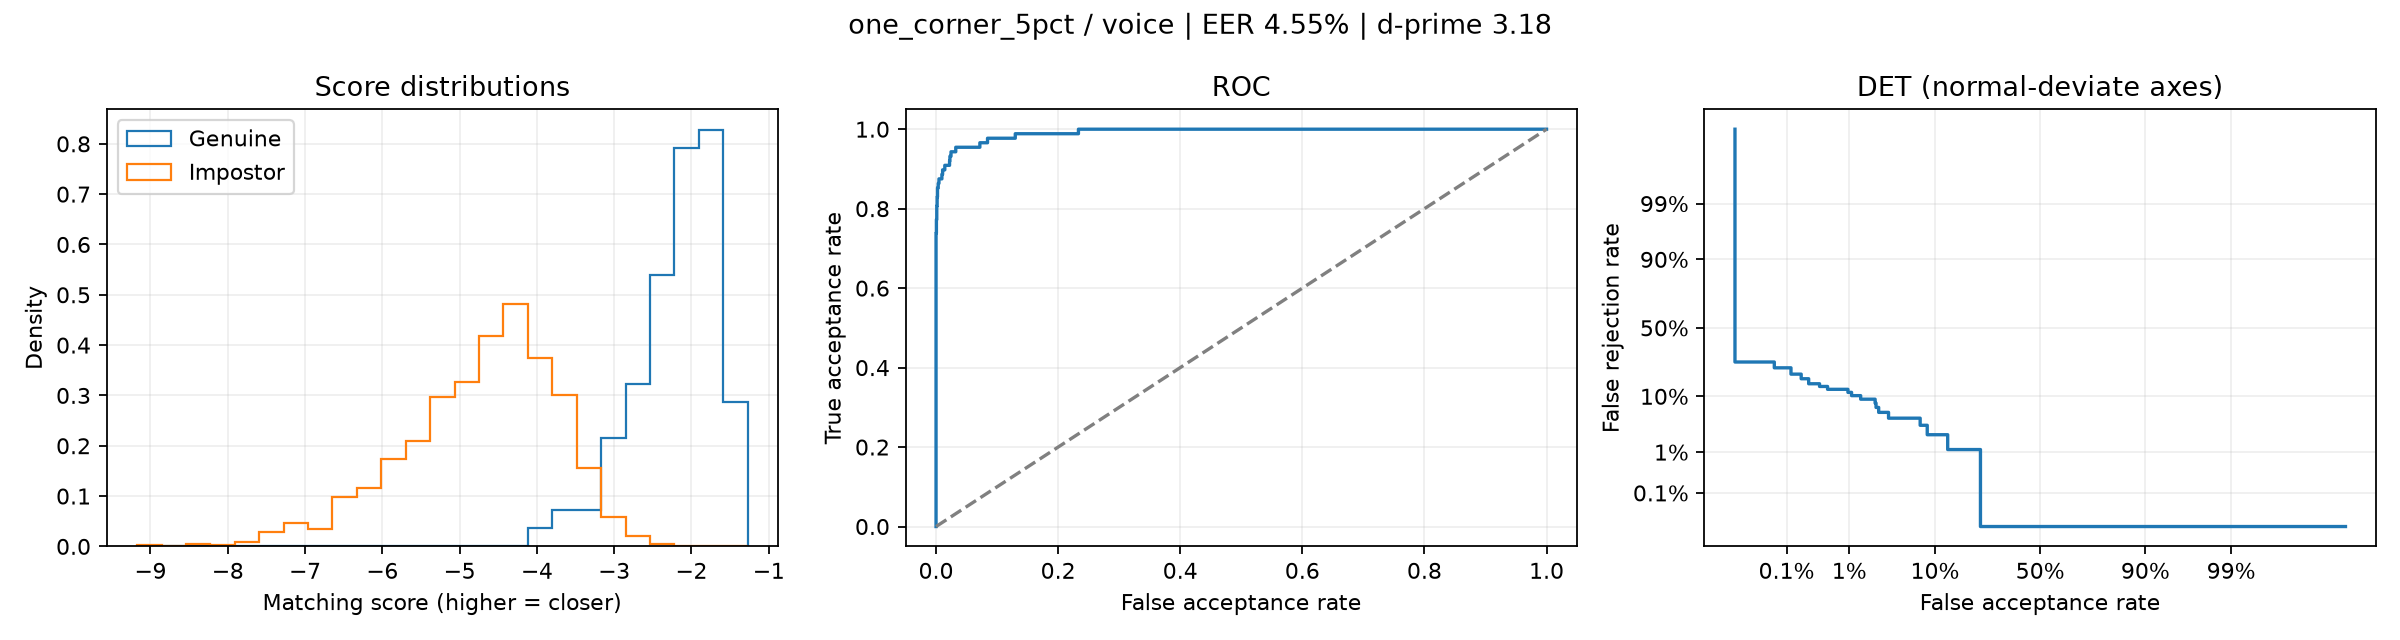 one_corner_5pct / voice | EER 4.55% | d-prime 3.18
Score distributions
Genuine
Impostor
Density
0.8
0.7
0.6
0.5
0.4
0.3
0.2
0.1
0.0
−9 −8 −7 −6 −5 −4 −3 −2 −1
Matching score (higher = closer)
ROC
True acceptance rate
1.0
0.8
0.6
0.4
0.2
0.0
0.0 0.2 0.4 0.6 0.8 1.0
False acceptance rate
DET (normal-deviate axes)
False rejection rate
99%
90%
50%
10%
1%
0.1%
0.1% 1% 10% 50% 90% 99%
False acceptance rate